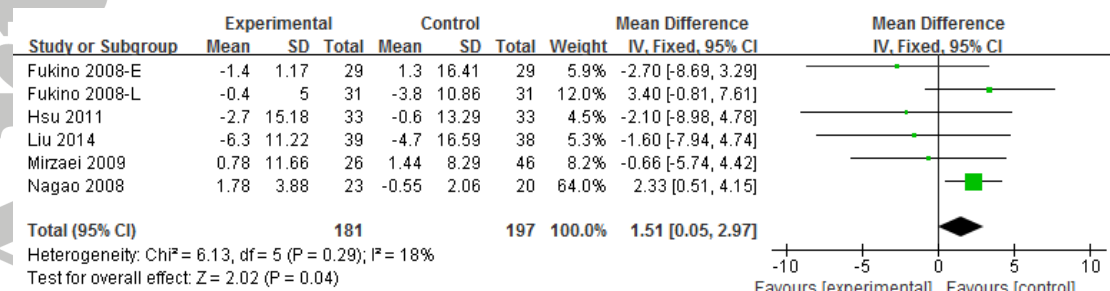 Experimental Control Mean Difference Mean Difference
Study or Subgroup Mean SD Total Mean SD Total Weight IV, Fixed, 95% CI IV, Fixed, 95% CI
Fukino 2008-E -1.4 1.17 29 1.3 16.41 29 5.9% -2.70 [-8.69, 3.29]
Fukino 2008-L -0.4 5 31 -3.8 10.86 31 12.0% 3.40 [-0.81, 7.61]
Hsu 2011 -2.7 15.18 33 -0.6 13.29 33 4.5% -2.10 [-8.98, 4.78]
Liu 2014 -6.3 11.22 39 -4.7 16.59 38 5.3% -1.60 [-7.94, 4.74]
Mirzaei 2009 0.78 11.66 26 1.44 8.29 46 8.2% -0.66 [-5.74, 4.42]
Nagao 2008 1.78 3.88 23 -0.55 2.06 20 64.0% 2.33 [0.51, 4.15]
Total (95% CI) 181 197 100.0% 1.51 [0.05, 2.97]
Heterogeneity: Chi² = 6.13, df = 5 (P = 0.29); I² = 18%
Test for overall effect: Z = 2.02 (P = 0.04)
-10 -5 0 5 10
Favours [experimental] Favours [control]